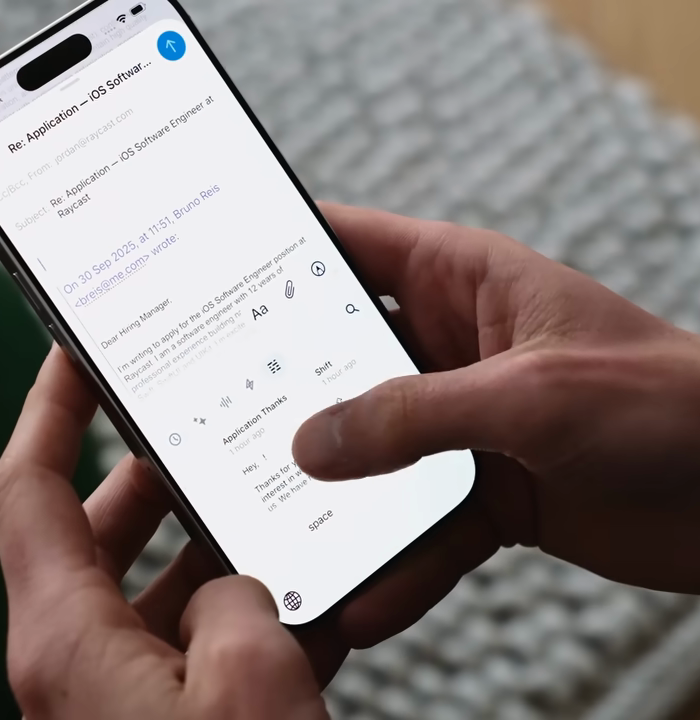 Re: Application — iOS Softwar...
Cc/Bcc, From: jordan@raycast.com
Subject: Re: Application — iOS Software Engineer at
Raycast
On 30 Sep 2025, at 11:51, Bruno Reis
<breis@me.com> wrote:
Dear Hiring Manager,
I'm writing to apply for the iOS Software Engineer position at
Raycast. I am a software engineer with 12 years of
professional experience building
Aa
Application Thanks
1 hour ago
Hey, !
Thanks for
interest in
us. We have
Shift
1 hour ago
space